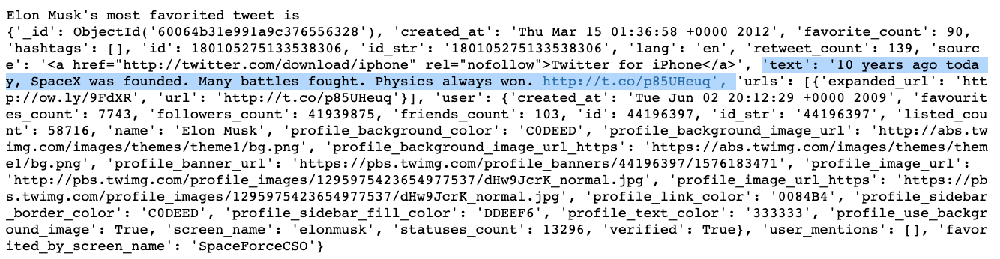 Elon Musk's most favorited tweet is
{'_id': ObjectId('60064b31e991a9c376556328'), 'created_at': 'Thu Mar 15 01:36:58 +0000 2012', 'favorite_count': 90,
'hashtags': [], 'id': 180105275133538306, 'id_str': '180105275133538306', 'lang': 'en', 'retweet_count': 139, 'sourc
e': '<a href="http://twitter.com/download/iphone" rel="nofollow">Twitter for iPhone</a>', 'text': '10 years ago toda
y, SpaceX was founded. Many battles fought. Physics always won. http://t.co/p85UHeuq', 'urls': [{'expanded_url': 'htt
p://ow.ly/9FdXR', 'url': 'http://t.co/p85UHeuq'}], 'user': {'created_at': 'Tue Jun 02 20:12:29 +0000 2009', 'favourit
es_count': 7743, 'followers_count': 41939875, 'friends_count': 103, 'id': 44196397, 'id_str': '44196397', 'listed_cou
nt': 58716, 'name': 'Elon Musk', 'profile_background_color': 'C0DEED', 'profile_background_image_url': 'http://abs.tw
img.com/images/themes/theme1/bg.png', 'profile_background_image_url_https': 'https://abs.twimg.com/images/themes/them
e1/bg.png', 'profile_banner_url': 'https://pbs.twimg.com/profile_banners/44196397/1576183471', 'profile_image_url':
'http://pbs.twimg.com/profile_images/1295975423654977537/dHw9JcrK_normal.jpg', 'profile_image_url_https': 'https://pb
s.twimg.com/profile_images/1295975423654977537/dHw9JcrK_normal.jpg', 'profile_link_color': '0084B4', 'profile_sidebar
_border_color': 'C0DEED', 'profile_sidebar_fill_color': 'DDEEF6', 'profile_text_color': '333333', 'profile_use_backgr
ound_image': True, 'screen_name': 'elonmusk', 'statuses_count': 13296, 'verified': True}, 'user_mentions': [], 'favor
ited_by_screen_name': 'SpaceForceCSO'}